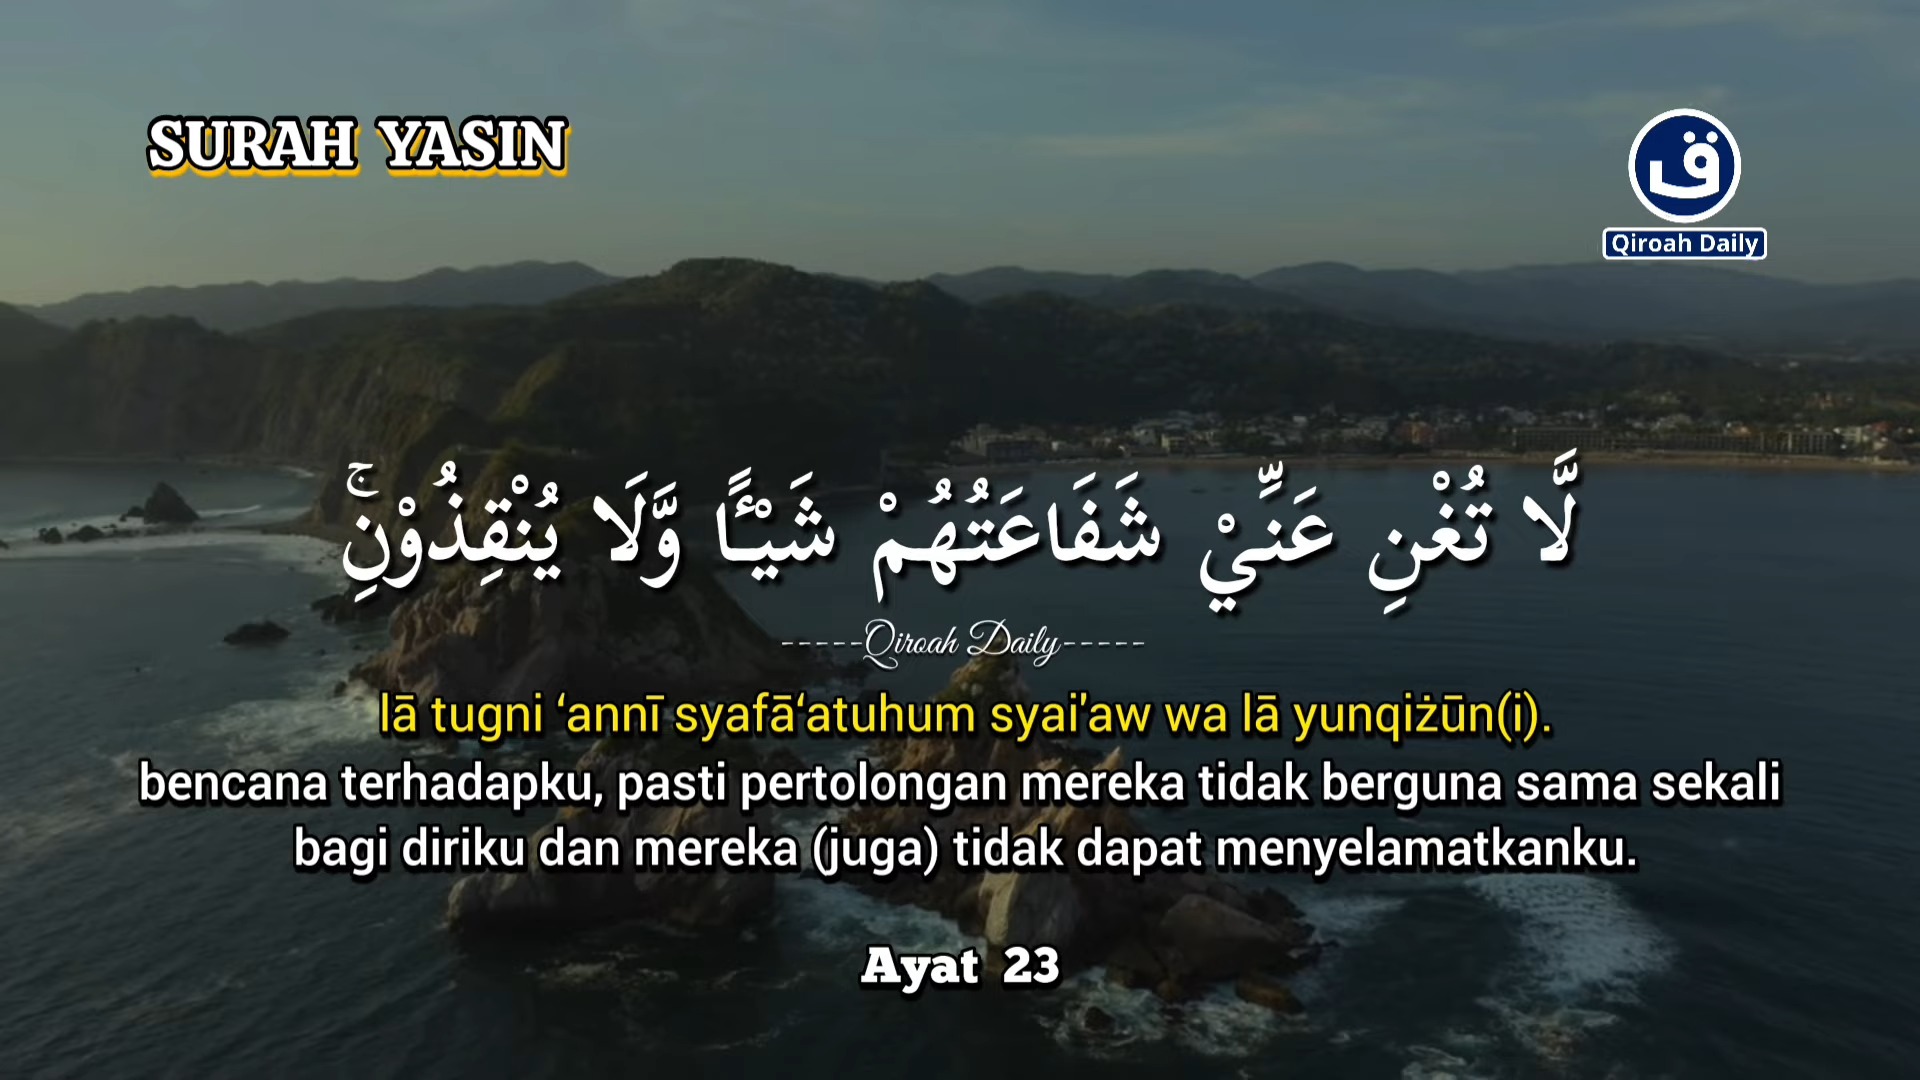 SURAH YASIN
ق
Qiroah Daily
لَّا تُغْنِ عَنِّيْ شَفَاعَتُهُمْ شَيْـًٔا وَّلَا يُنْقِذُوْنِۚ
-----Qiroah Daily-----
lā tugni ‘annī syafā‘atuhum syai'aw wa lā yunqiżūn(i).
bencana terhadapku, pasti pertolongan mereka tidak berguna sama sekali
bagi diriku dan mereka (juga) tidak dapat menyelamatkanku.
Ayat 23